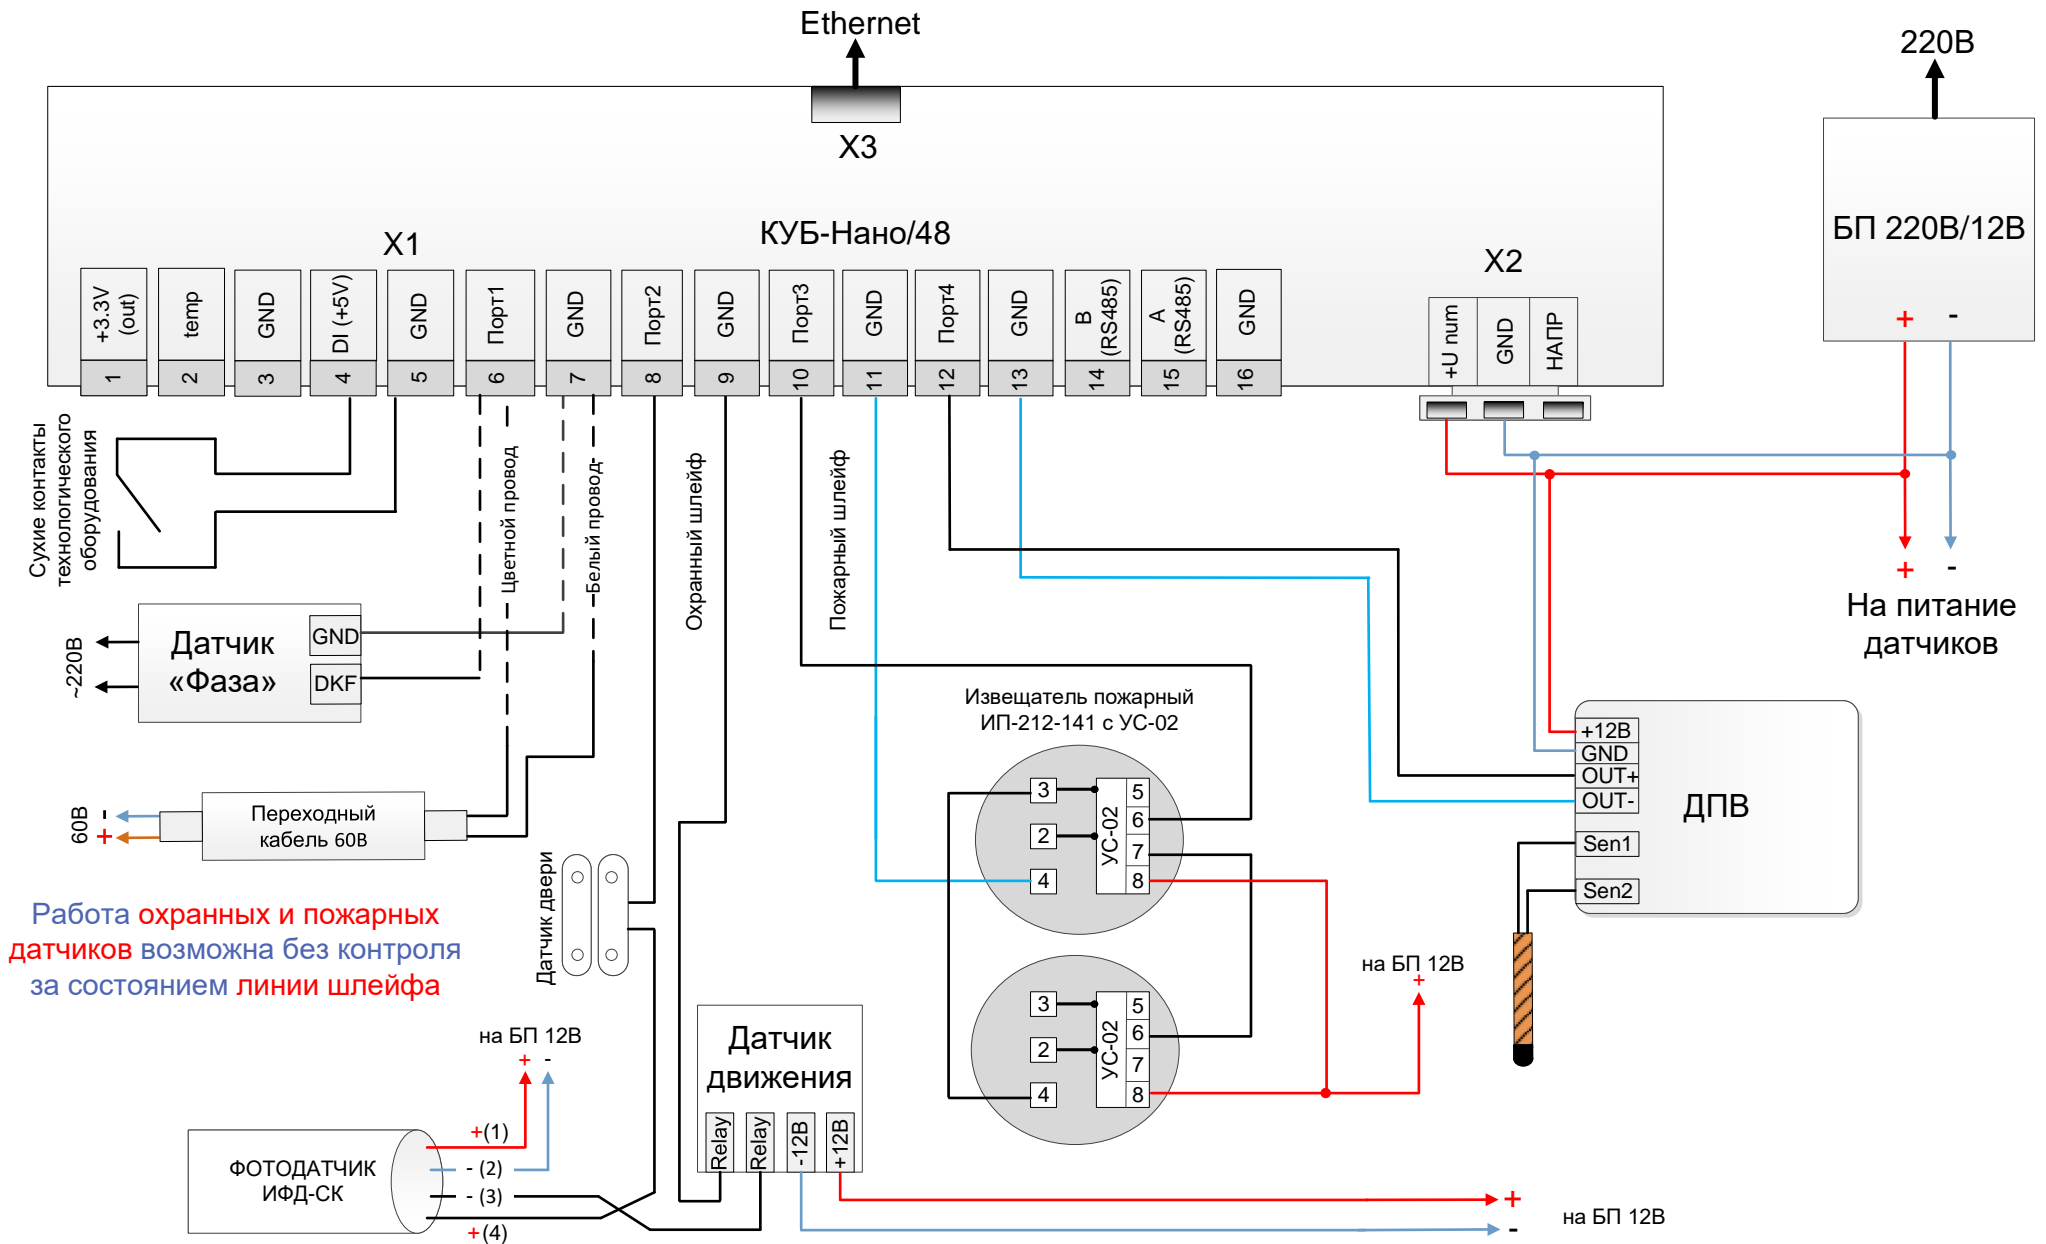 Ethernet
220В
X3
КУБ-Нано/48
X1
X2
БП 220В/12В
+ -
+3.3V
(out)
temp
GND
DI (+5V)
GND
Порт1
GND
Порт2
GND
Порт3
GND
Порт4
GND
B
(RS485)
A
(RS485)
GND
1 2 3 4 5 6 7 8 9 10 11 12 13 14 15 16
+U num
GND
НАПР
Сухие контакты
технологического
оборудования
Цветной провод
Белый провод
Охранный шлейф
Пожарный шлейф
+ -
На питание
датчиков
~220В
Датчик
«Фаза»
GND
DKF
Извещатель пожарный
ИП-212-141 с УС-02
3
2
4
УС-02
5
6
7
8
3
2
4
УС-02
5
6
7
8
+12В
GND
OUT+
OUT-
Sen1
Sen2
ДПВ
60В
-
+
Переходный
кабель 60В
Датчик двери
Работа охранных и пожарных
датчиков возможна без контроля
за состоянием линии шлейфа
на БП 12В
+
на БП 12В
+ -
Датчик
движения
Relay
Relay
-12В
+12В
ФОТОДАТЧИК
ИФД-СК
+(1)
- (2)
- (3)
+(4)
+
-
на БП 12В